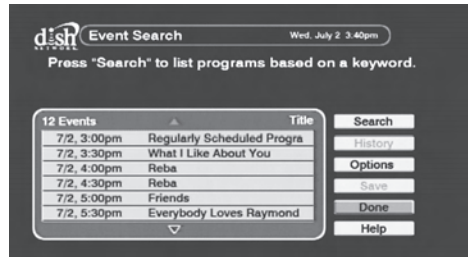 dish
NETWORK
Event Search
Wed, July 2 3:40pm
Press "Search" to list programs based on a keyword.
12 Events Title
7/2, 3:00pm Regularly Scheduled Progra
7/2, 3:30pm What I Like About You
7/2, 4:00pm Reba
7/2, 4:30pm Reba
7/2, 5:00pm Friends
7/2, 5:30pm Everybody Loves Raymond
Search
History
Options
Save
Done
Help